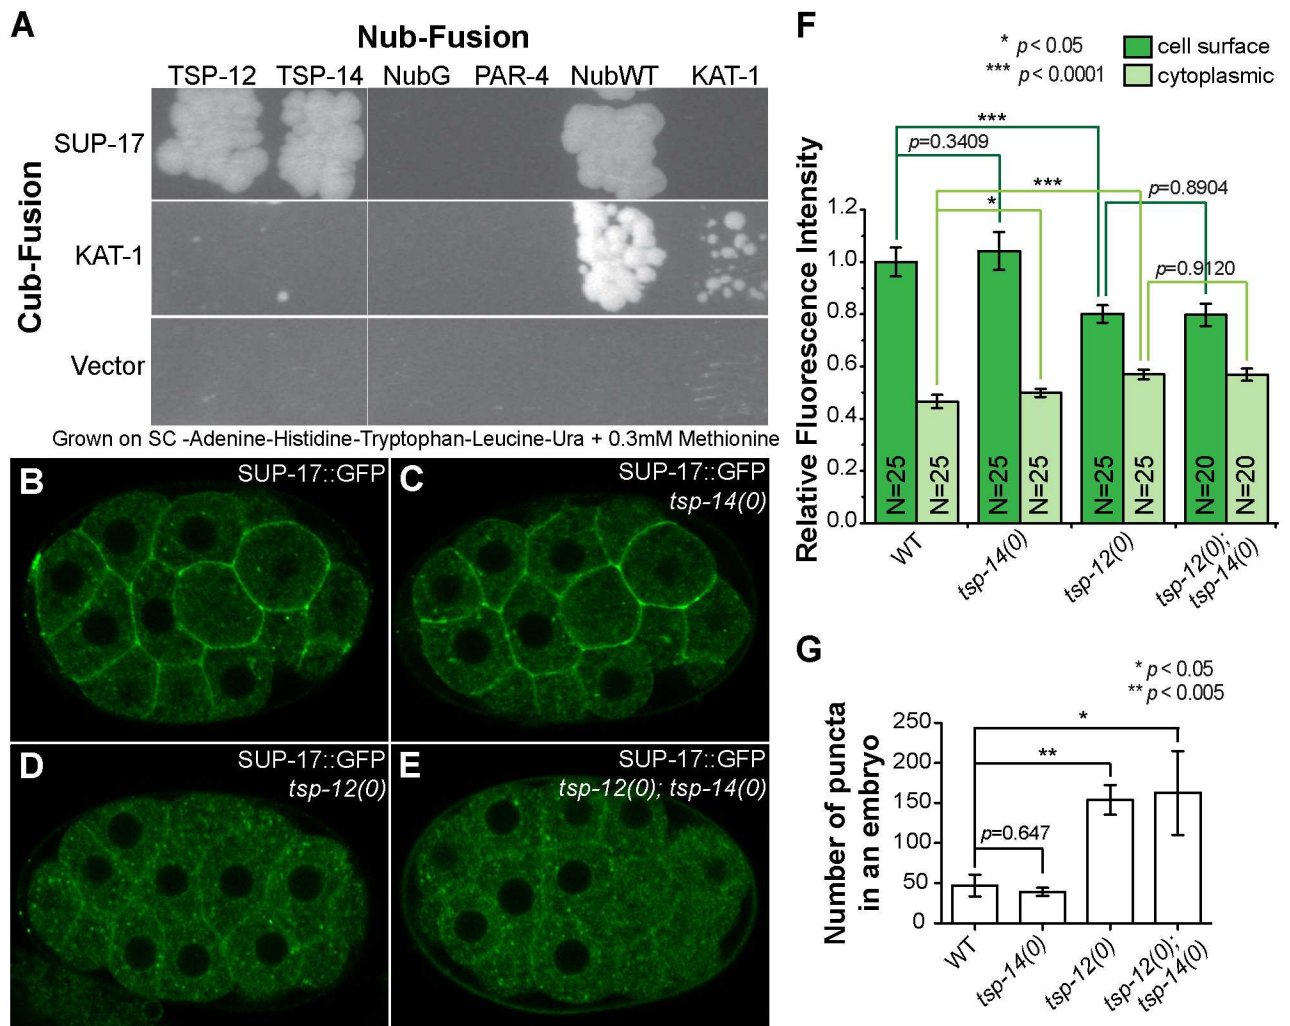 A
Nub-Fusion
TSP-12 TSP-14 NubG PAR-4 NubWT KAT-1
Cub-Fusion
SUP-17
KAT-1
Vector
Grown on SC -Adenine-Histidine-Tryptophan-Leucine-Ura + 0.3mM Methionine
B
SUP-17::GFP
C
SUP-17::GFP
tsp-14(0)
D
SUP-17::GFP
tsp-12(0)
E
SUP-17::GFP
tsp-12(0); tsp-14(0)
F
* p < 0.05
*** p < 0.0001
cell surface
cytoplasmic
Relative Fluorescence Intensity
***
p=0.3409
***
*
p=0.8904
p=0.9120
1.2
1.0
0.8
0.6
0.4
0.2
0.0
N=25 N=25 N=25 N=25 N=25 N=25 N=20 N=20
WT
tsp-14(0)
tsp-12(0)
tsp-12(0);
tsp-14(0)
G
* p < 0.05
** p < 0.005
Number of puncta
in an embryo
250
200
150
100
50
0
*
**
p=0.647
WT
tsp-14(0)
tsp-12(0)
tsp-12(0);
tsp-14(0)